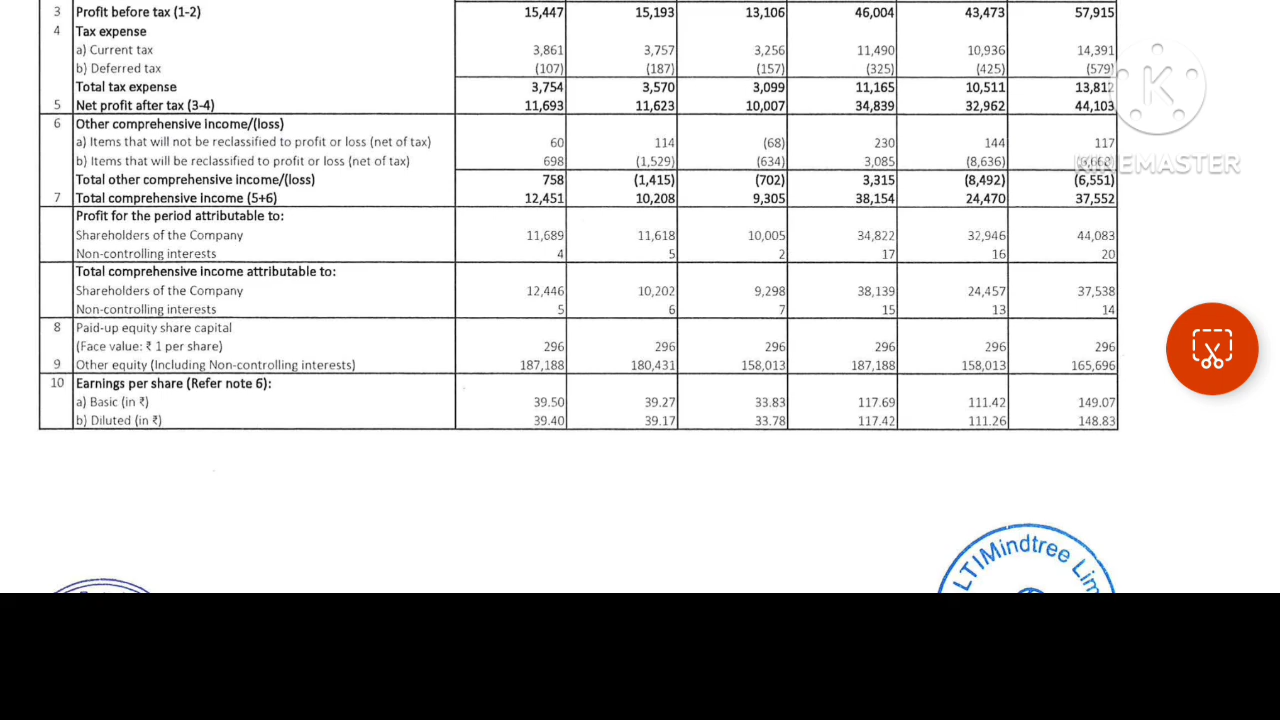 3 Profit before tax (1-2) 15,447 15,193 13,106 46,004 43,473 57,915
4 Tax expense
a) Current tax 3,861 3,757 3,256 11,490 10,936 14,391
b) Deferred tax (107) (187) (157) (325) (425) (579)
Total tax expense 3,754 3,570 3,099 11,165 10,511 13,812
5 Net profit after tax (3-4) 11,693 11,623 10,007 34,839 32,962 44,103
6 Other comprehensive income/(loss)
a) Items that will not be reclassified to profit or loss (net of tax) 60 114 (68) 230 144 117
b) Items that will be reclassified to profit or loss (net of tax) 698 (1,529) (634) 3,085 (8,636)
Total other comprehensive income/(loss) 758 (1,415) (702) 3,315 (8,492) (6,551)
7 Total comprehensive income (5+6) 12,451 10,208 9,305 38,154 24,470 37,552
Profit for the period attributable to:
Shareholders of the Company 11,689 11,618 10,005 34,822 32,946 44,083
Non-controlling interests 4 5 2 17 16 20
Total comprehensive income attributable to:
Shareholders of the Company 12,446 10,202 9,298 38,139 24,457 37,538
Non-controlling interests 5 6 7 15 13 14
8 Paid-up equity share capital
(Face value: ₹ 1 per share) 296 296 296 296 296 296
9 Other equity (Including Non-controlling interests) 187,188 180,431 158,013 187,188 158,013 165,696
10 Earnings per share (Refer note 6):
a) Basic (in ₹) 39.50 39.27 33.83 117.69 111.42 149.07
b) Diluted (in ₹) 39.40 39.17 33.78 117.42 111.26 148.83
K
KINEMASTER
LTIMindtree Lim